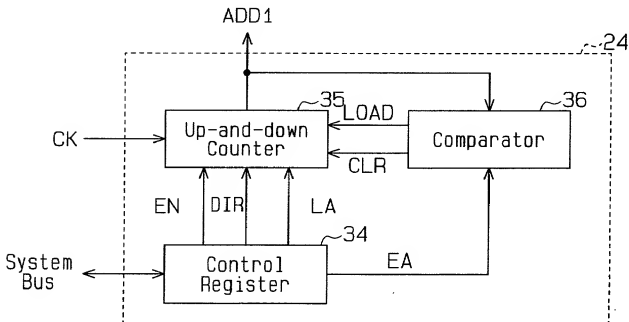 ADD1
24
35
36
LOAD
CK
Up-and-down
Counter
Comparator
CLR
EN
DIR
LA
34
System
Bus
Control
Register
EA